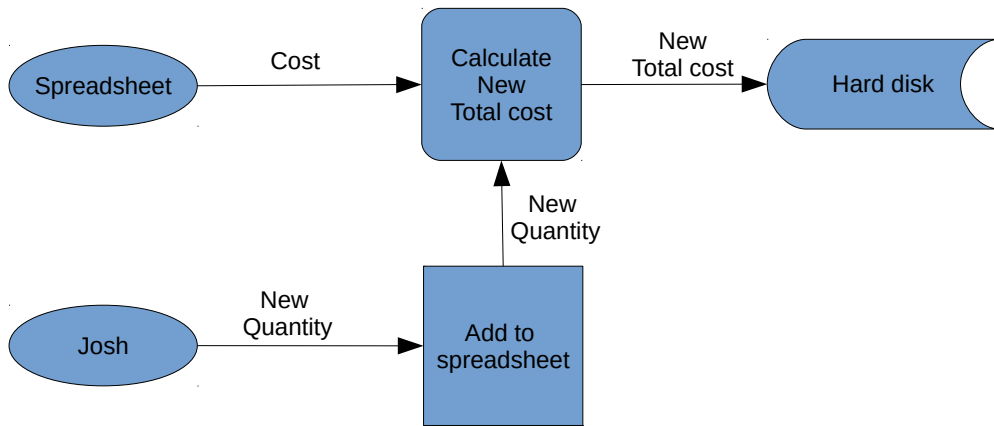 Spreadsheet
Cost
Calculate
New
Total cost
New
Total cost
Hard disk
New
Quantity
Josh
New
Quantity
Add to
spreadsheet